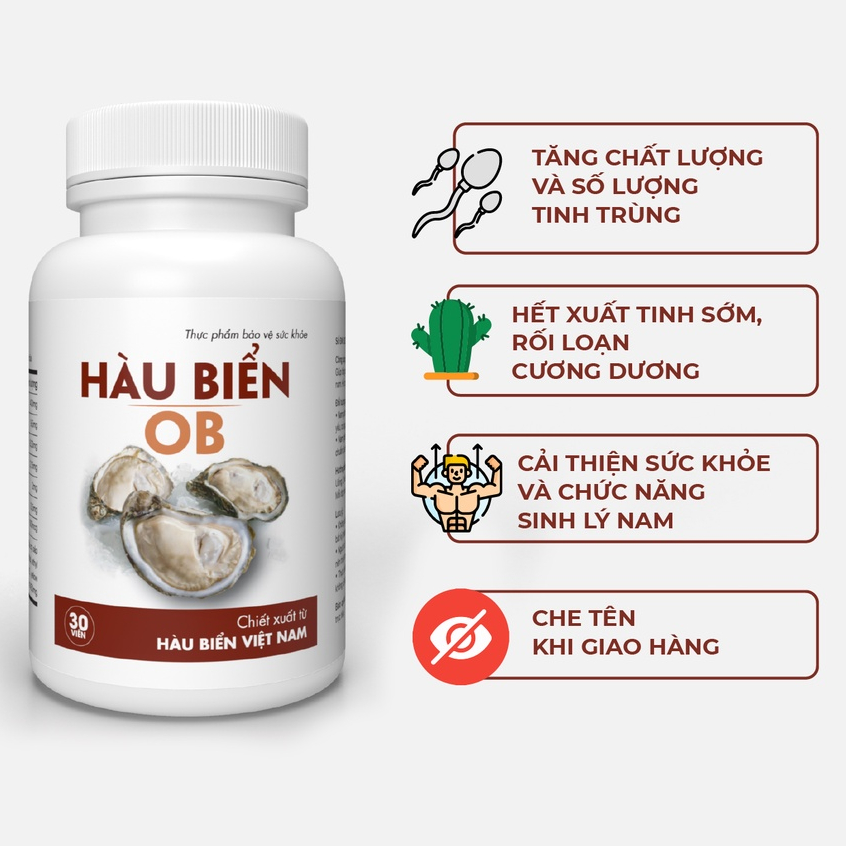 Thực phẩm bảo vệ sức khỏe
HÀU BIỂN
OB
30
VIÊN
Chiết xuất từ
HÀU BIỂN VIỆT NAM
TĂNG CHẤT LƯỢNG
VÀ SỐ LƯỢNG
TINH TRÙNG
HẾT XUẤT TINH SỚM,
RỐI LOẠN
CƯƠNG DƯƠNG
CẢI THIỆN SỨC KHỎE
VÀ CHỨC NĂNG
SINH LÝ NAM
CHE TÊN
KHI GIAO HÀNG